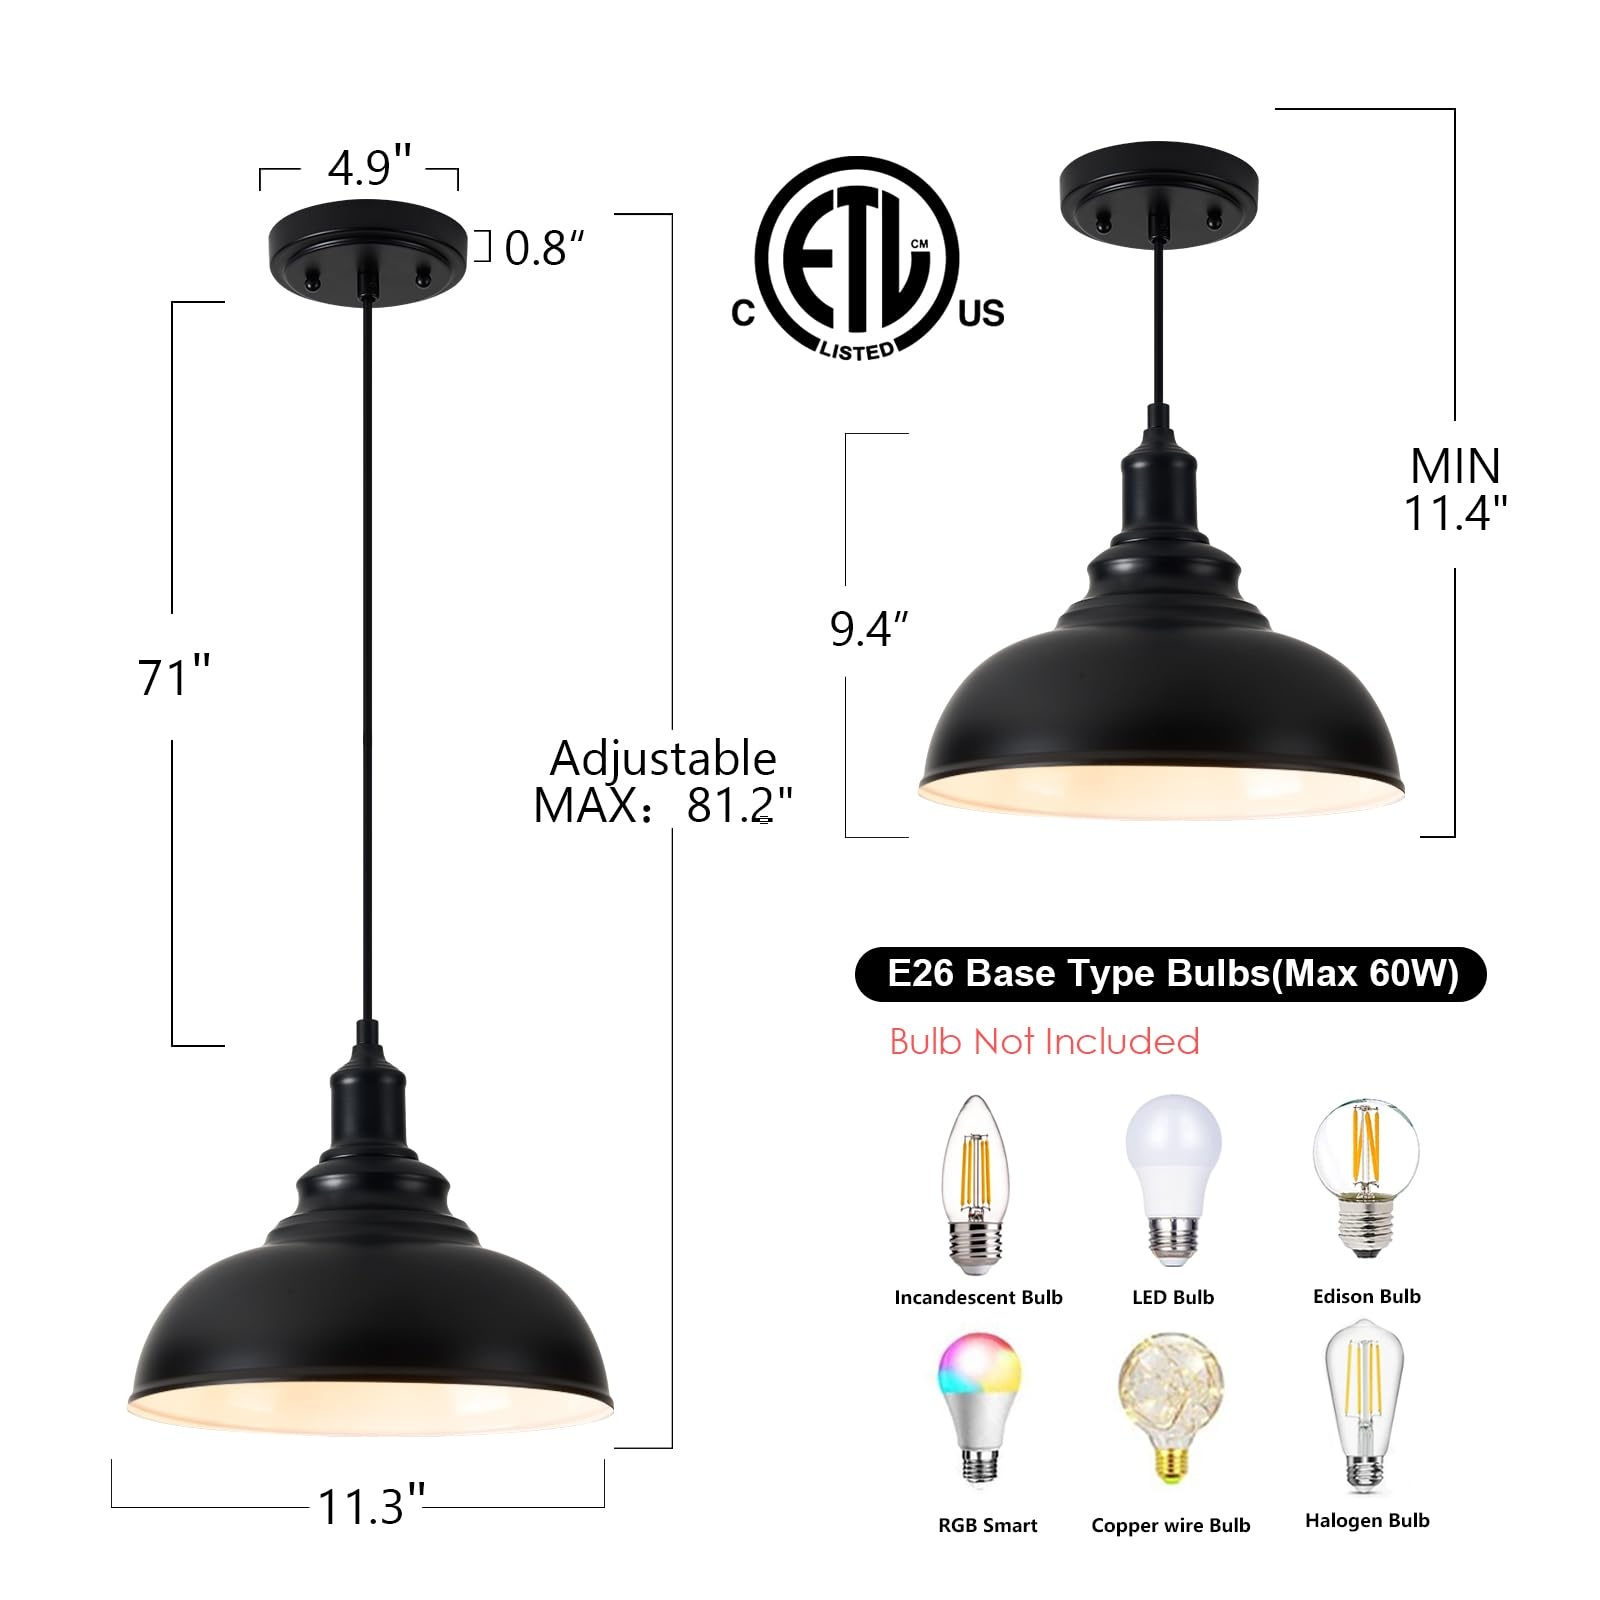 4.9"
0.8“
71"
Adjustable
MAX： 81.2"
11.3"
ETL
CM
C
US
LISTED
MIN
11.4"
9.4”
E26 Base Type Bulbs(Max 60W)
Bulb Not Included
Incandescent Bulb
LED Bulb
Edison Bulb
RGB Smart
Copper wire Bulb
Halogen Bulb